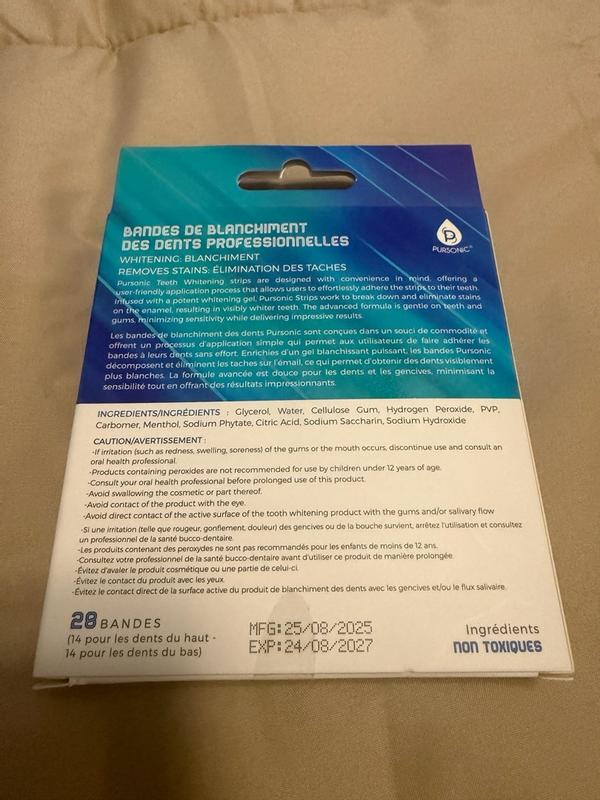 BANDES DE BLANCHIMENT
DES DENTS PROFESSIONNELLES
PURSONIC®
WHITENING: BLANCHIMENT
REMOVES STAINS: ÉLIMINATION DES TACHES
Pursonic Teeth Whitening strips are designed with convenience in mind, offering a
user-friendly application process that allows users to effortlessly adhere the strips to their teeth.
Infused with a potent whitening gel, Pursonic Strips work to break down and eliminate stains
on the enamel, resulting in visibly whiter teeth. The advanced formula is gentle on teeth and
gums, minimizing sensitivity while delivering impressive results.
Les bandes de blanchiment des dents Pursonic sont conçues dans un souci de commodité et
offrent un processus d'application simple qui permet aux utilisateurs de faire adhérer les
bandes à leurs dents sans effort. Enrichies d'un gel blanchissant puissant, les bandes Pursonic
décomposent et éliminent les taches sur l'émail, ce qui permet d'obtenir des dents visiblement
plus blanches. La formule avancée est douce pour les dents et les gencives, minimisant la
sensibilité tout en offrant des résultats impressionnants.
INGREDIENTS/INGRÉDIENTS : Glycerol, Water, Cellulose Gum, Hydrogen Peroxide, PVP,
Carbomer, Menthol, Sodium Phytate, Citric Acid, Sodium Saccharin, Sodium Hydroxide
CAUTION/AVERTISSEMENT :
-If irritation (such as redness, swelling, soreness) of the gums or the mouth occurs, discontinue use and consult an
oral health professional.
-Products containing peroxides are not recommended for use by children under 12 years of age.
-Consult your oral health professional before prolonged use of this product.
-Avoid swallowing the cosmetic or part thereof.
-Avoid contact of the product with the eye.
-Avoid direct contact of the active surface of the tooth whitening product with the gums and/or salivary flow
-Si une irritation (telle que rougeur, gonflement, douleur) des gencives ou de la bouche survient, arrêtez l'utilisation et consultez
un professionnel de la santé bucco-dentaire.
-Les produits contenant des peroxydes ne sont pas recommandés pour les enfants de moins de 12 ans.
-Consultez votre professionnel de la santé bucco-dentaire avant d'utiliser ce produit de manière prolongée.
-Évitez d'avaler le produit cosmétique ou une partie de celui-ci.
-Évitez le contact du produit avec les yeux.
-Évitez le contact direct de la surface active du produit de blanchiment des dents avec les gencives et/ou le flux salivaire.
28 BANDES
(14 pour les dents du haut -
14 pour les dents du bas)
MFG: 25/08/2025
EXP: 24/08/2027
Ingrédients
NON TOXIQUES